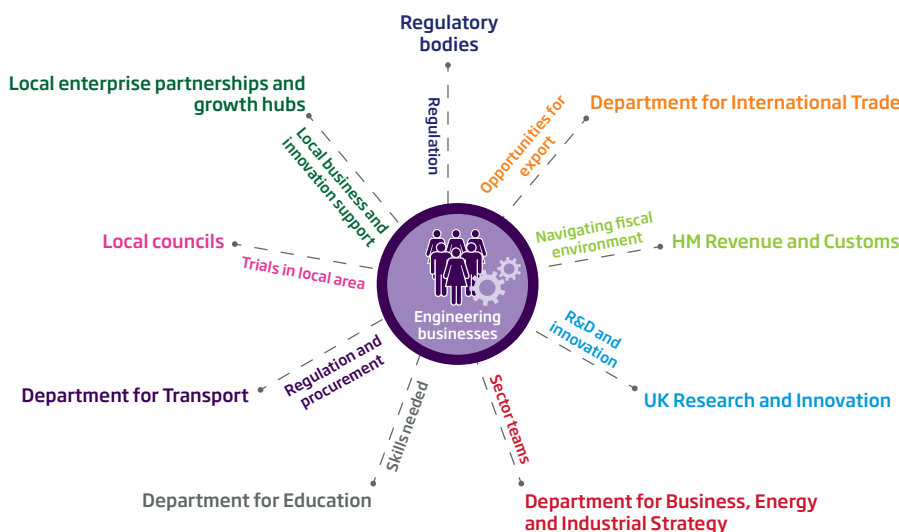 Regulatory
bodies
Regulation
Department for International Trade
Opportunities for
export
HM Revenue and Customs
Navigating fiscal
environment
UK Research and Innovation
R&D and
innovation
Department for Business, Energy
and Industrial Strategy
Sector teams
Department for Education
Skills needed
Department for Transport
Regulation and
procurement
Local councils
Trials in local area
Local enterprise partnerships and
growth hubs
Local business and
innovation support
Engineering
businesses